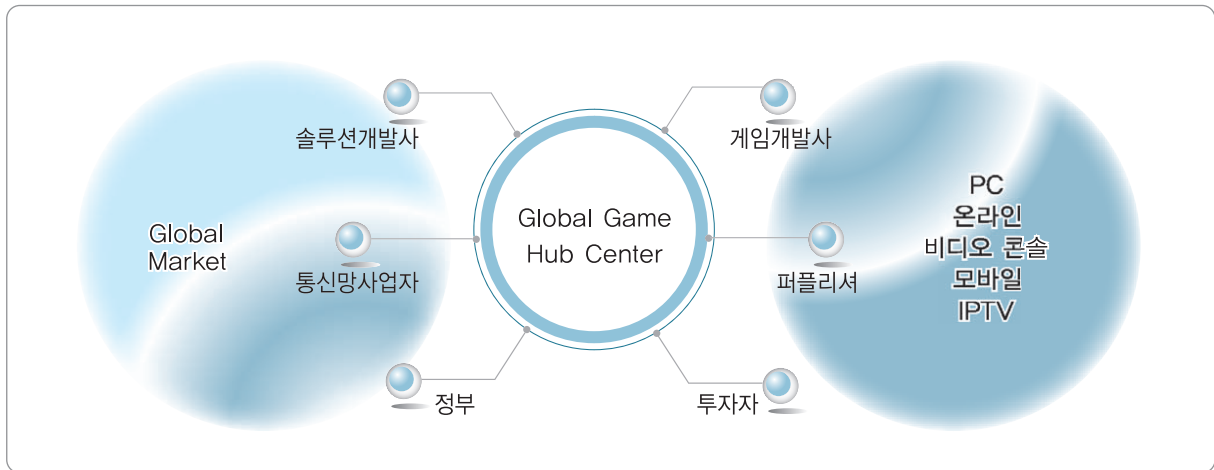 솔루션개발사
게임개발사
Global
Market
통신망사업자
Global Game
Hub Center
퍼플리셔
PC
온라인
비디오 콘솔
모바일
IPTV
정부
투자자